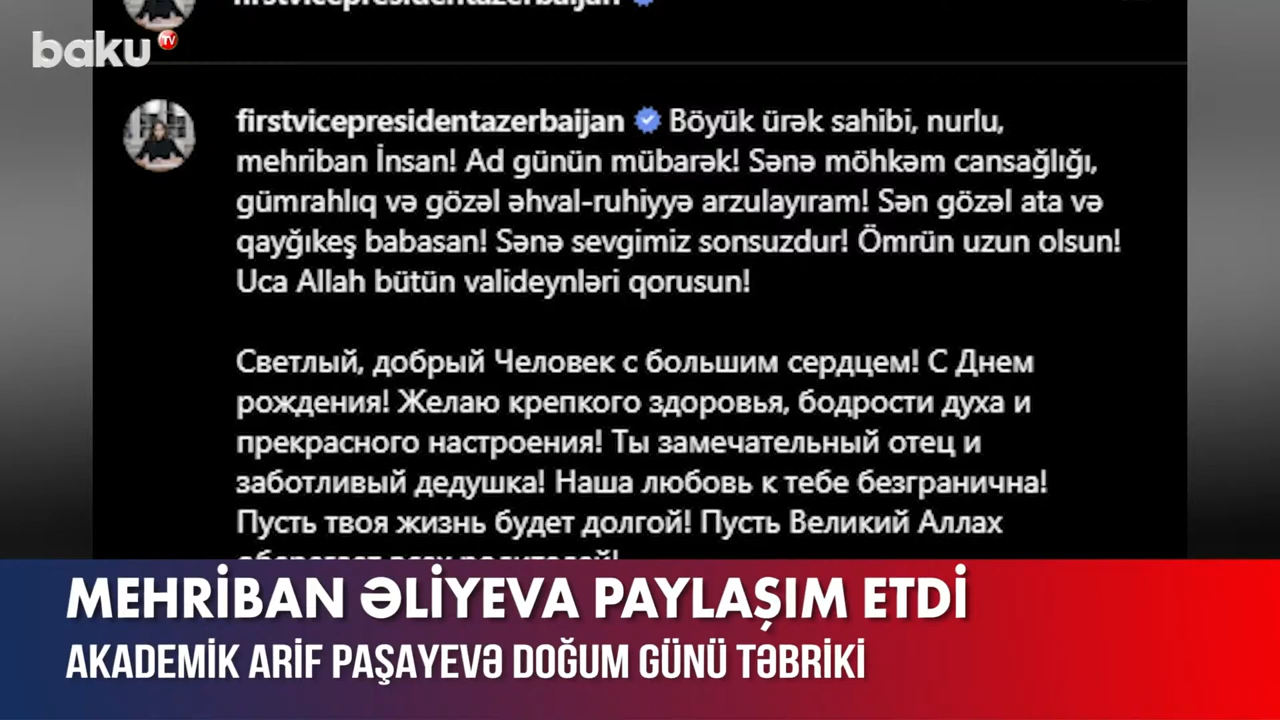 firstvicepresidentazerbaijan
baku TV
firstvicepresidentazerbaijan Böyük ürək sahibi, nurlu,
mehriban İnsan! Ad günün mübarək! Sənə möhkəm cansağlığı,
gümrahlıq və gözəl əhval-ruhiyyə arzulayıram! Sən gözəl ata və
qayğıkeş babasan! Sənə sevgimiz sonsuzdur! Ömrün uzun olsun!
Uca Allah bütün valideynləri qorusun!
Светлый, добрый Человек с большим сердцем! С Днем
рождения! Желаю крепкого здоровья, бодрости духа и
прекрасного настроения! Ты замечательный отец и
заботливый дедушка! Наша любовь к тебе безгранична!
Пусть твоя жизнь будет долгой! Пусть Великий Аллах
оберегает всех родителей!
MEHRİBAN ƏLİYEVA PAYLAŞIM ETDİ
AKADEMİK ARİF PAŞAYEVƏ DOĞUM GÜNÜ TƏBRİKİ